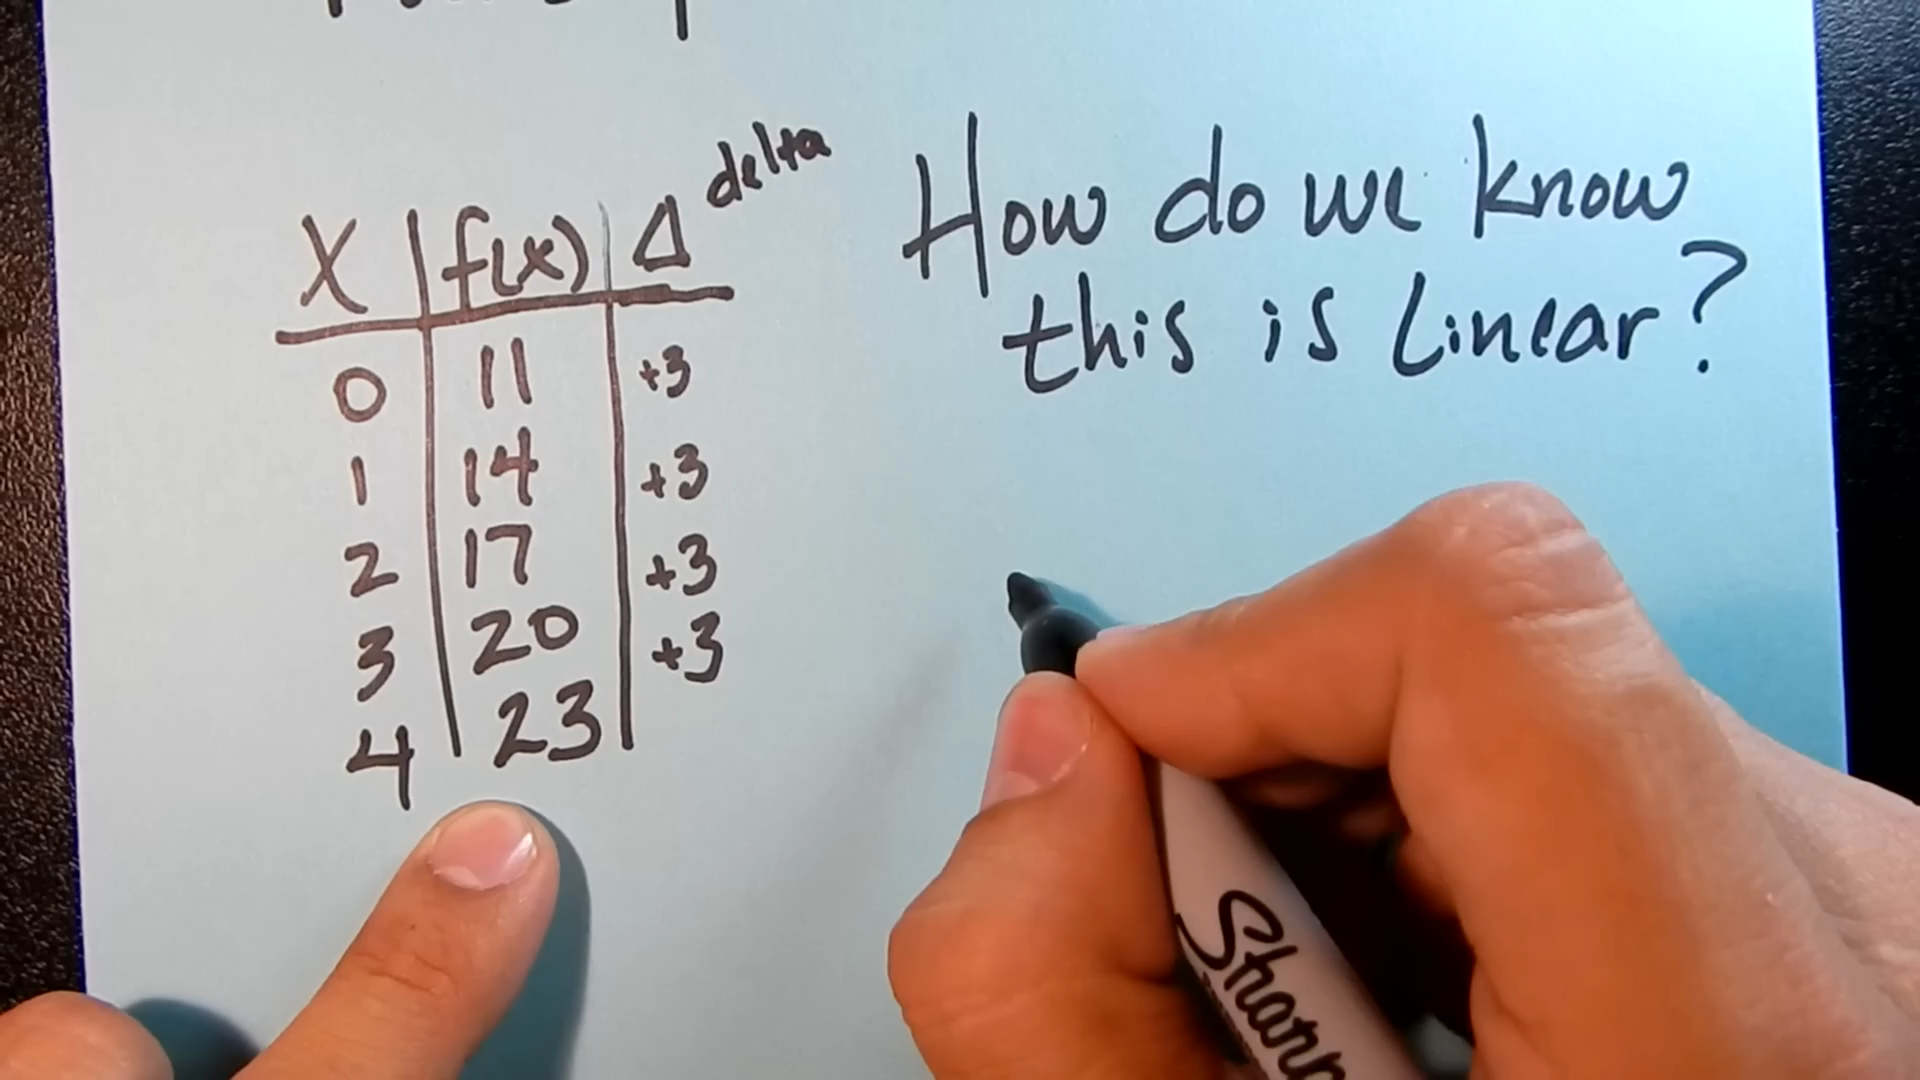 delta
X f(x) Δ
0 11 +3
1 14 +3
2 17 +3
3 20 +3
4 23
How do we know
this is Linear?